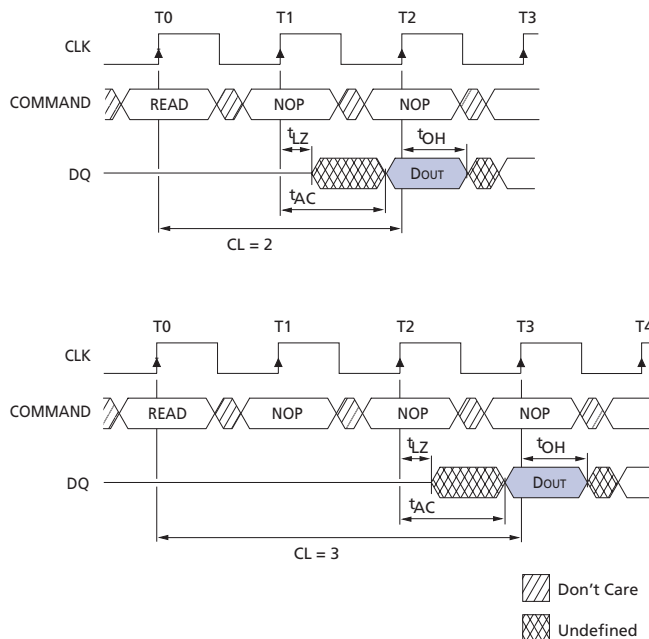 T0 T1 T2 T3
CLK
COMMAND READ NOP NOP
tLZ tOH
DQ DOUT
tAC
CL = 2
T0 T1 T2 T3 T4
CLK
COMMAND READ NOP NOP NOP
tLZ tOH
DQ DOUT
tAC
CL = 3
Don't Care
Undefined